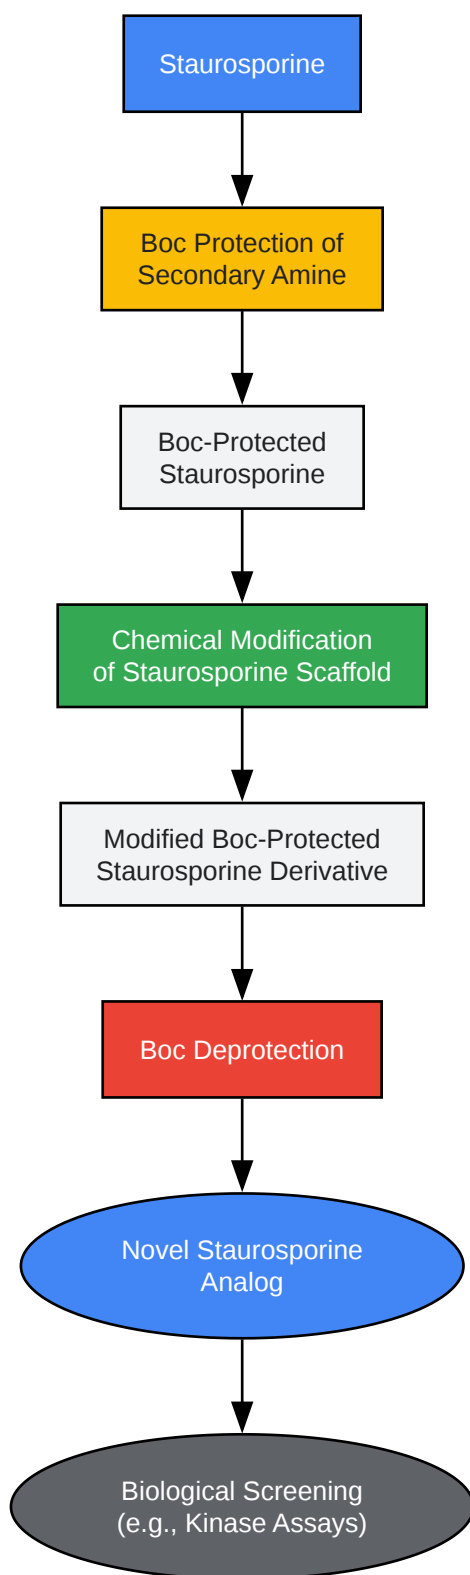 Staurosporine
Boc Protection of
Secondary Amine
Boc-Protected
Staurosporine
Chemical Modification
of Staurosporine Scaffold
Modified Boc-Protected
Staurosporine Derivative
Boc Deprotection
Novel Staurosporine
Analog
Biological Screening
(e.g., Kinase Assays)